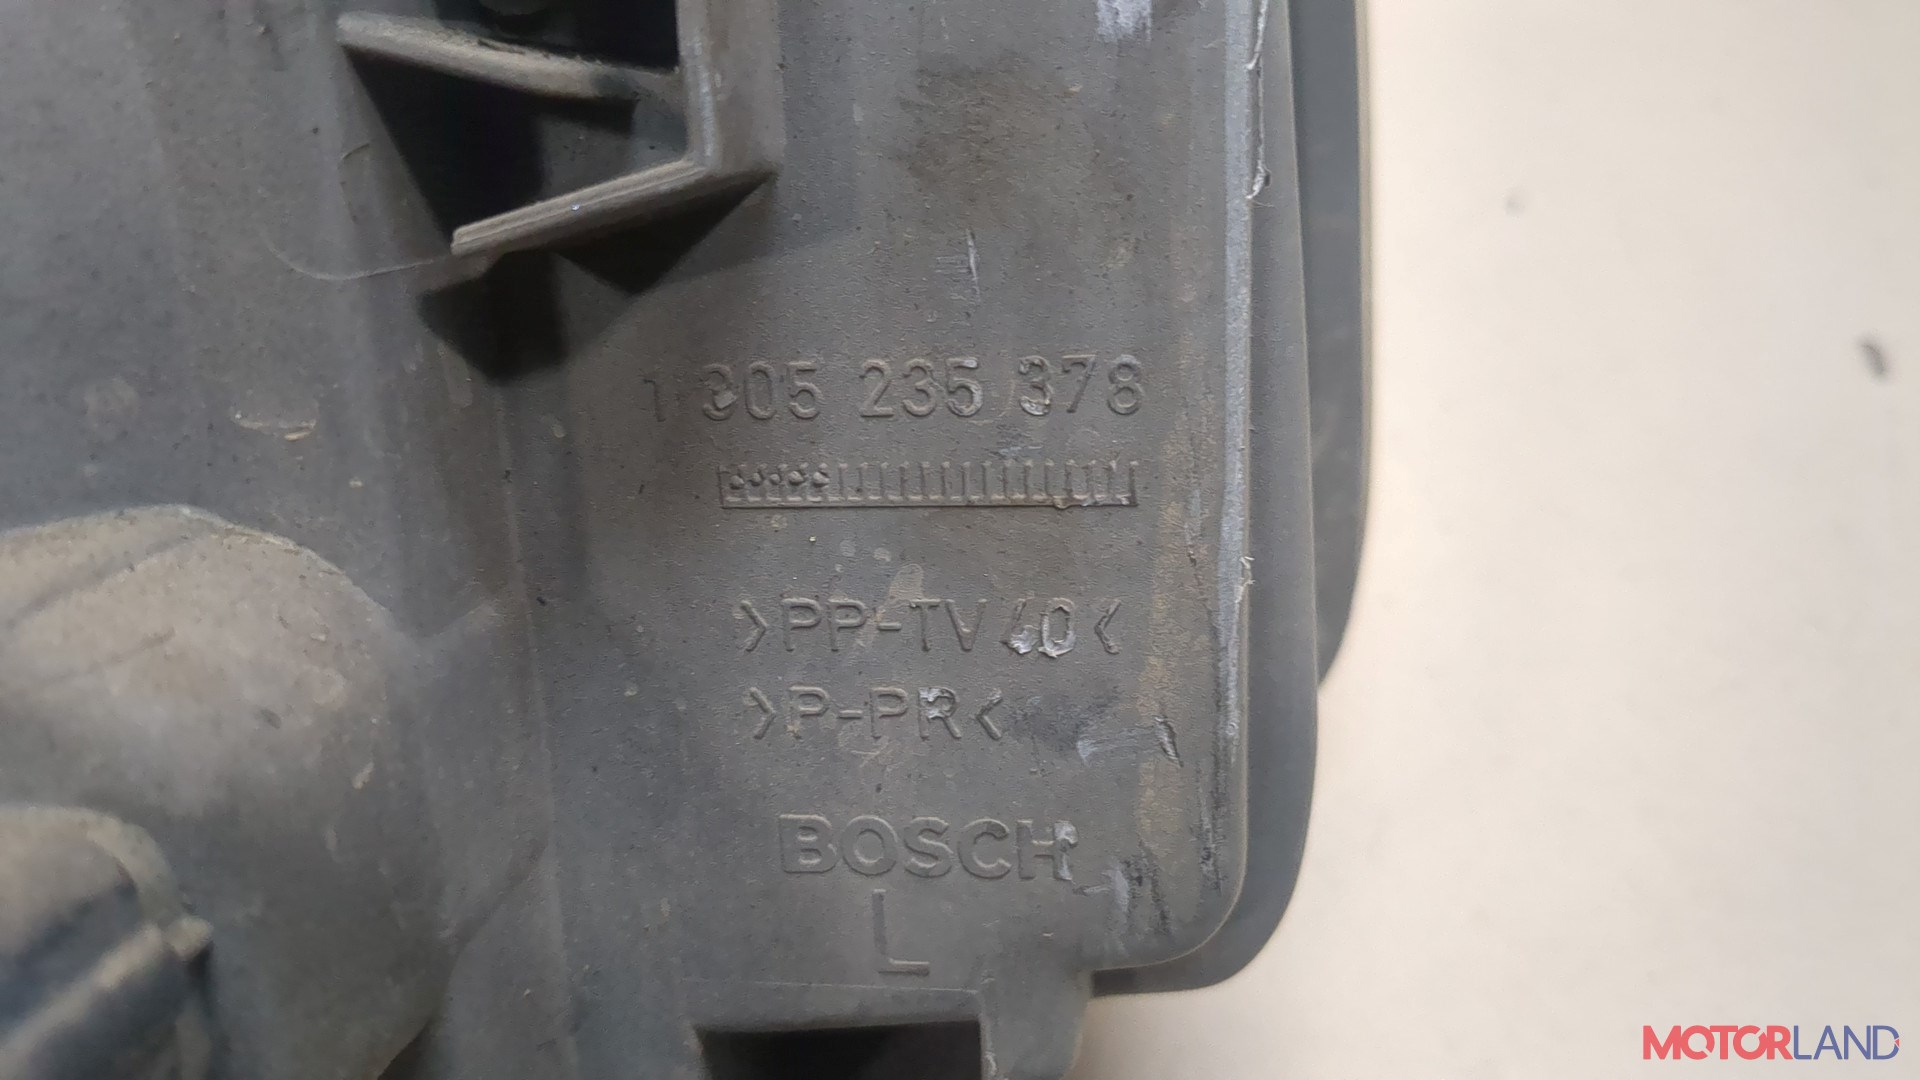 1 305 235 378
>PP-TV40<
>P-PR<
BOSCH
L
MOTORLAND